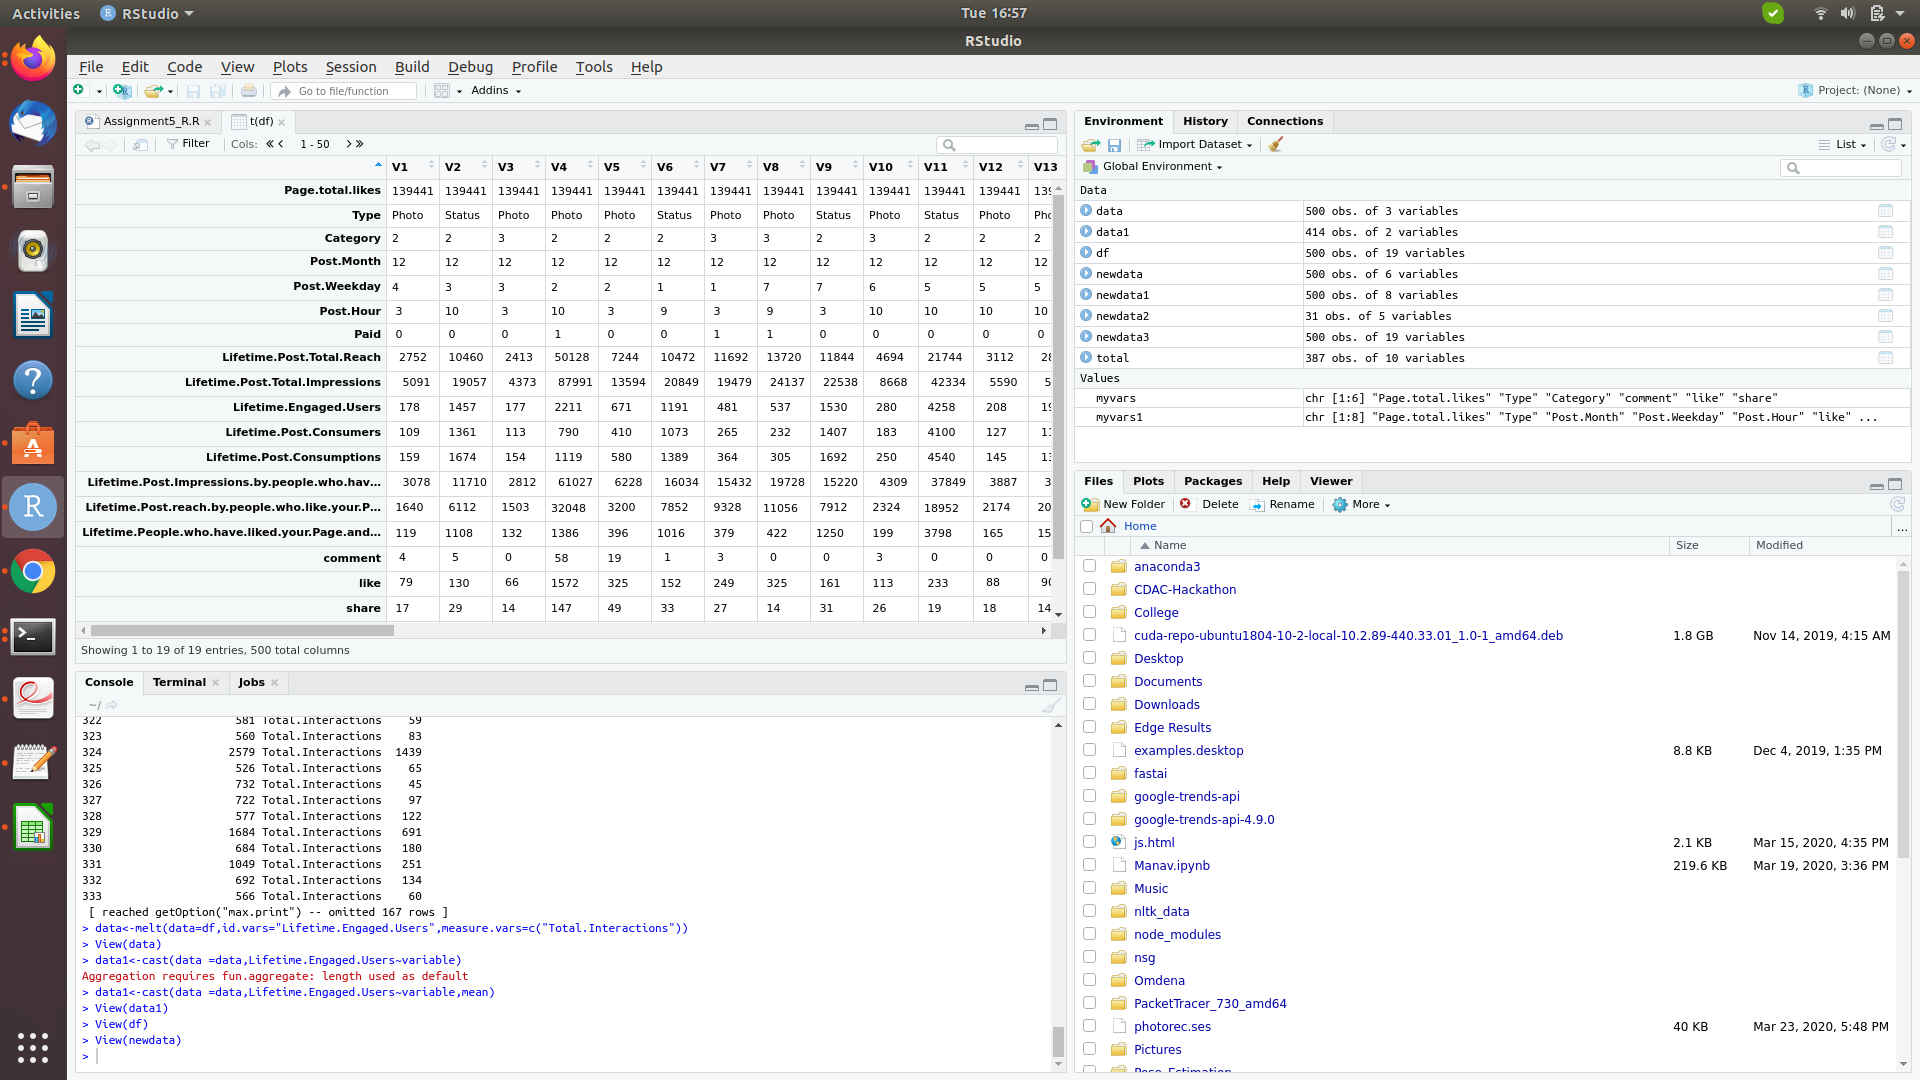 Activities RStudio Tue 16:57
RStudio
File Edit Code View Plots Session Build Debug Profile Tools Help
Go to file/function Addins Project: (None)
Assignment5_R.R t(df)
Filter Cols: 1 - 50
V1 V2 V3 V4 V5 V6 V7 V8 V9 V10 V11 V12 V13
Page.total.likes 139441 139441 139441 139441 139441 139441 139441 139441 139441 139441 139441 139441 139
Type Photo Status Photo Photo Photo Status Photo Photo Status Photo Status Photo Pho
Category 2 2 3 2 2 2 3 3 2 3 2 2 2
Post.Month 12 12 12 12 12 12 12 12 12 12 12 12 12
Post.Weekday 4 3 3 2 2 1 1 7 7 6 5 5 5
Post.Hour 3 10 3 10 3 9 3 9 3 10 10 10 10
Paid 0 0 0 1 0 0 1 1 0 0 0 0 0
Lifetime.Post.Total.Reach 2752 10460 2413 50128 7244 10472 11692 13720 11844 4694 21744 3112 28
Lifetime.Post.Total.Impressions 5091 19057 4373 87991 13594 20849 19479 24137 22538 8668 42334 5590 5
Lifetime.Engaged.Users 178 1457 177 2211 671 1191 481 537 1530 280 4258 208 19
Lifetime.Post.Consumers 109 1361 113 790 410 1073 265 232 1407 183 4100 127 11
Lifetime.Post.Consumptions 159 1674 154 1119 580 1389 364 305 1692 250 4540 145 13
Lifetime.Post.Impressions.by.people.who.hav... 3078 11710 2812 61027 6228 16034 15432 19728 15220 4309 37849 3887 3
Lifetime.Post.reach.by.people.who.like.your.P... 1640 6112 1503 32048 3200 7852 9328 11056 7912 2324 18952 2174 20
Lifetime.People.who.have.liked.your.Page.and... 119 1108 132 1386 396 1016 379 422 1250 199 3798 165 15
comment 4 5 0 58 19 1 3 0 0 3 0 0 0
like 79 130 66 1572 325 152 249 325 161 113 233 88 90
share 17 29 14 147 49 33 27 14 31 26 19 18 14
Showing 1 to 19 of 19 entries, 500 total columns
Console Terminal Jobs
~/
322 581 Total.Interactions 59
323 560 Total.Interactions 83
324 2579 Total.Interactions 1439
325 526 Total.Interactions 65
326 732 Total.Interactions 45
327 722 Total.Interactions 97
328 577 Total.Interactions 122
329 1684 Total.Interactions 691
330 684 Total.Interactions 180
331 1049 Total.Interactions 251
332 692 Total.Interactions 134
333 566 Total.Interactions 60
[ reached getOption("max.print") -- omitted 167 rows ]
> data<-melt(data=df,id.vars="Lifetime.Engaged.Users",measure.vars=c("Total.Interactions"))
> View(data)
> data1<-cast(data =data,Lifetime.Engaged.Users~variable)
Aggregation requires fun.aggregate: length used as default
> data1<-cast(data =data,Lifetime.Engaged.Users~variable,mean)
> View(data1)
> View(df)
> View(newdata)
>
Environment History Connections
Import Dataset List
Global Environment
Data
data 500 obs. of 3 variables
data1 414 obs. of 2 variables
df 500 obs. of 19 variables
newdata 500 obs. of 6 variables
newdata1 500 obs. of 8 variables
newdata2 31 obs. of 5 variables
newdata3 500 obs. of 19 variables
total 387 obs. of 10 variables
Values
myvars chr [1:6] "Page.total.likes" "Type" "Category" "comment" "like" "share"
myvars1 chr [1:8] "Page.total.likes" "Type" "Post.Month" "Post.Weekday" "Post.Hour" "like" ...
Files Plots Packages Help Viewer
New Folder Delete Rename More
Home ...
Name Size Modified
anaconda3
CDAC-Hackathon
College
cuda-repo-ubuntu1804-10-2-local-10.2.89-440.33.01_1.0-1_amd64.deb 1.8 GB Nov 14, 2019, 4:15 AM
Desktop
Documents
Downloads
Edge Results
examples.desktop 8.8 KB Dec 4, 2019, 1:35 PM
fastai
google-trends-api
google-trends-api-4.9.0
js.html 2.1 KB Mar 15, 2020, 4:35 PM
Manav.ipynb 219.6 KB Mar 19, 2020, 3:36 PM
Music
nltk_data
node_modules
nsg
Omdena
PacketTracer_730_amd64
photorec.ses 40 KB Mar 23, 2020, 5:48 PM
Pictures
Pose_Estimation